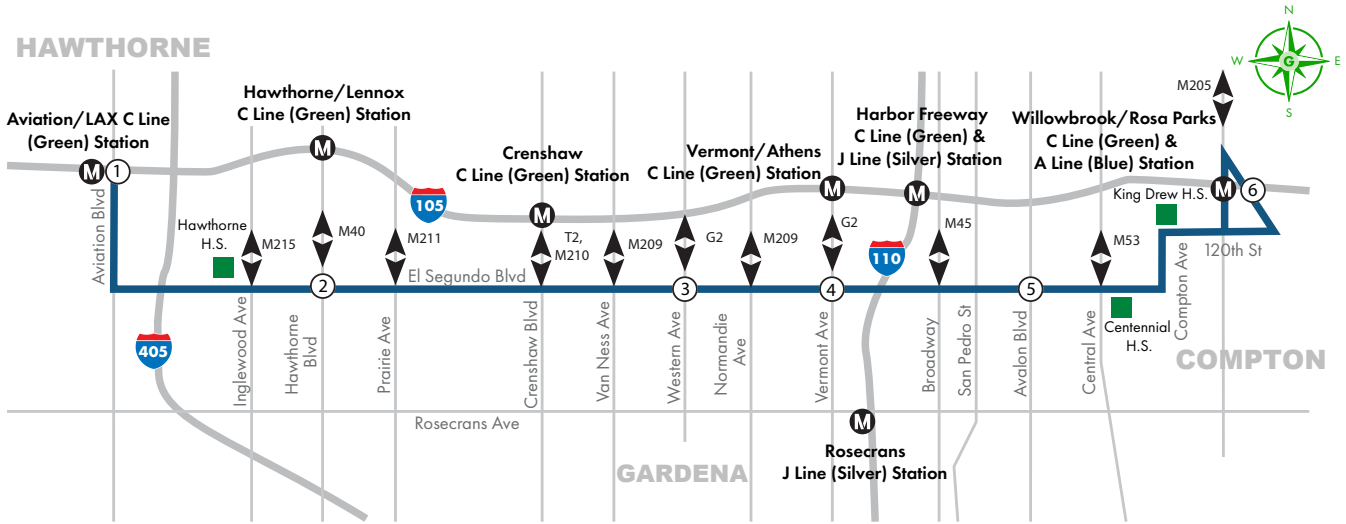 HAWTHORNE
N
W
G
E
S
Hawthorne/Lennox
C Line (Green) Station
M205
Aviation/LAX C Line
(Green) Station
Harbor Freeway
C Line (Green) &
J Line (Silver) Station
Willowbrook/Rosa Parks
C Line (Green) &
A Line (Blue) Station
Crenshaw
C Line (Green) Station
Vermont/Athens
C Line (Green) Station
M
M
1
M
M
M
M
M
6
King Drew H.S.
105
Hawthorne
H.S.
M215
M40
M211
T2,
M210
M209
G2
M209
G2
110
M45
M53
120th St
Aviation Blvd
El Segundo Blvd
Compton Ave
2
3
4
5
Centennial
H.S.
405
Inglewood Ave
Hawthorne
Blvd
Prairie Ave
Crenshaw Blvd
Van Ness Ave
Western Ave
Normandie
Ave
Vermont Ave
Broadway
San Pedro St
Avalon Blvd
Central Ave
COMPTON
Rosecrans Ave
M
Rosecrans
J Line (Silver) Station
GARDENA